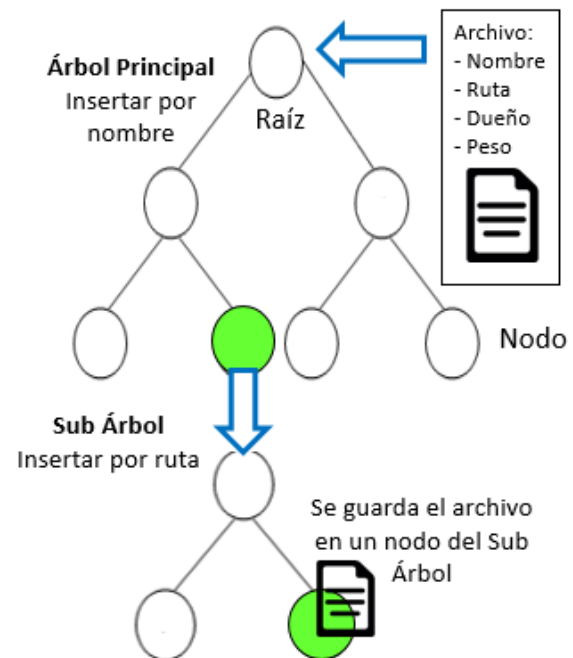 Árbol Principal
Insertar por
nombre
Raíz
Archivo:
- Nombre
- Ruta
- Dueño
- Peso
Nodo
Sub Árbol
Insertar por ruta
Se guarda el archivo
en un nodo del Sub
Árbol